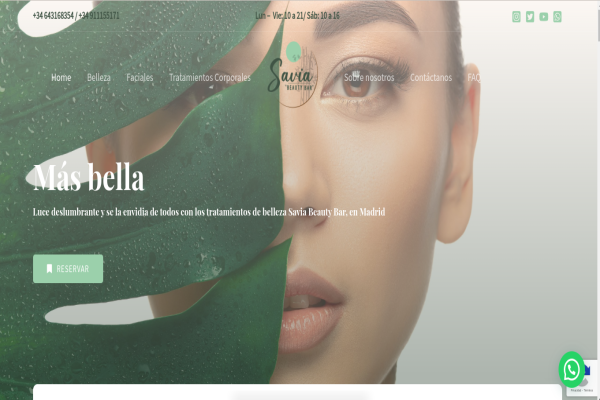 +34 643168354 / +34 911155171
Lun – Vie: 10 a 21/ Sáb: 10 a 16
Home Belleza Faciales Tratamientos Corporales
Savia
BEAUTY BAR
Sobre nosotros Contáctanos FAQ
Más bella
Luce deslumbrante y se la envidia de todos con los tratamientos de belleza Savia Beauty Bar, en Madrid
RESERVAR